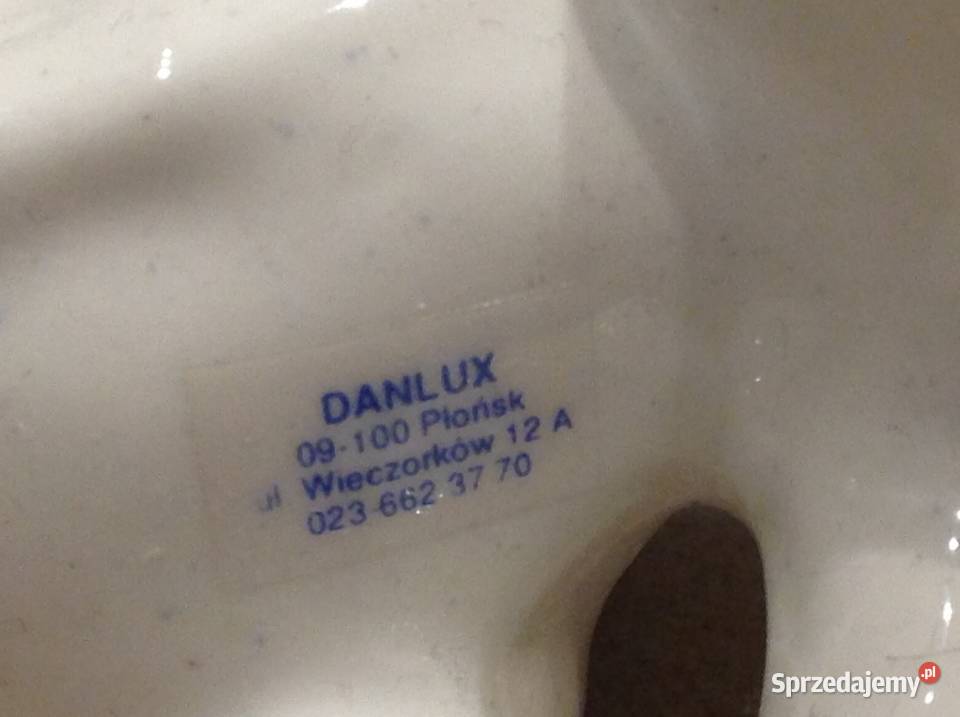 DANLUX
09-100 Płońsk
ul Wieczorków 12 A
023 662 37 70
Sprzedajemy.pl